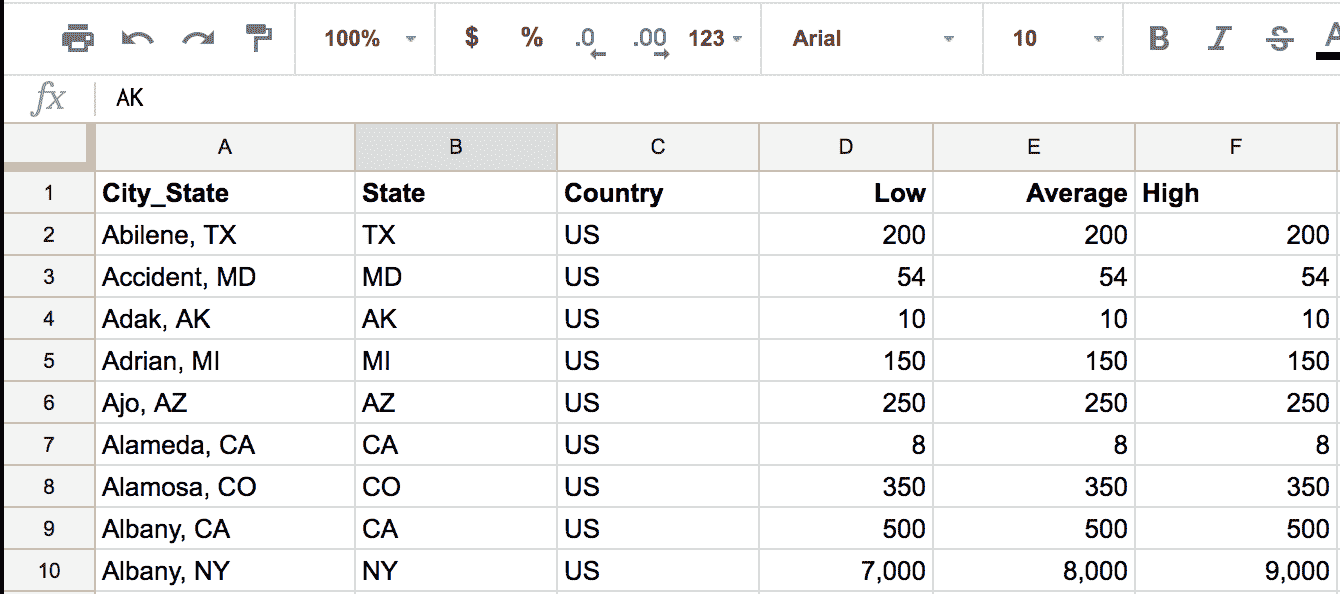 100% $ % .0 .00 123 Arial 10 B I S A
fx AK
A B C D E F
1 City_State State Country Low Average High
2 Abilene, TX TX US 200 200 200
3 Accident, MD MD US 54 54 54
4 Adak, AK AK US 10 10 10
5 Adrian, MI MI US 150 150 150
6 Ajo, AZ AZ US 250 250 250
7 Alameda, CA CA US 8 8 8
8 Alamosa, CO CO US 350 350 350
9 Albany, CA CA US 500 500 500
10 Albany, NY NY US 7,000 8,000 9,000